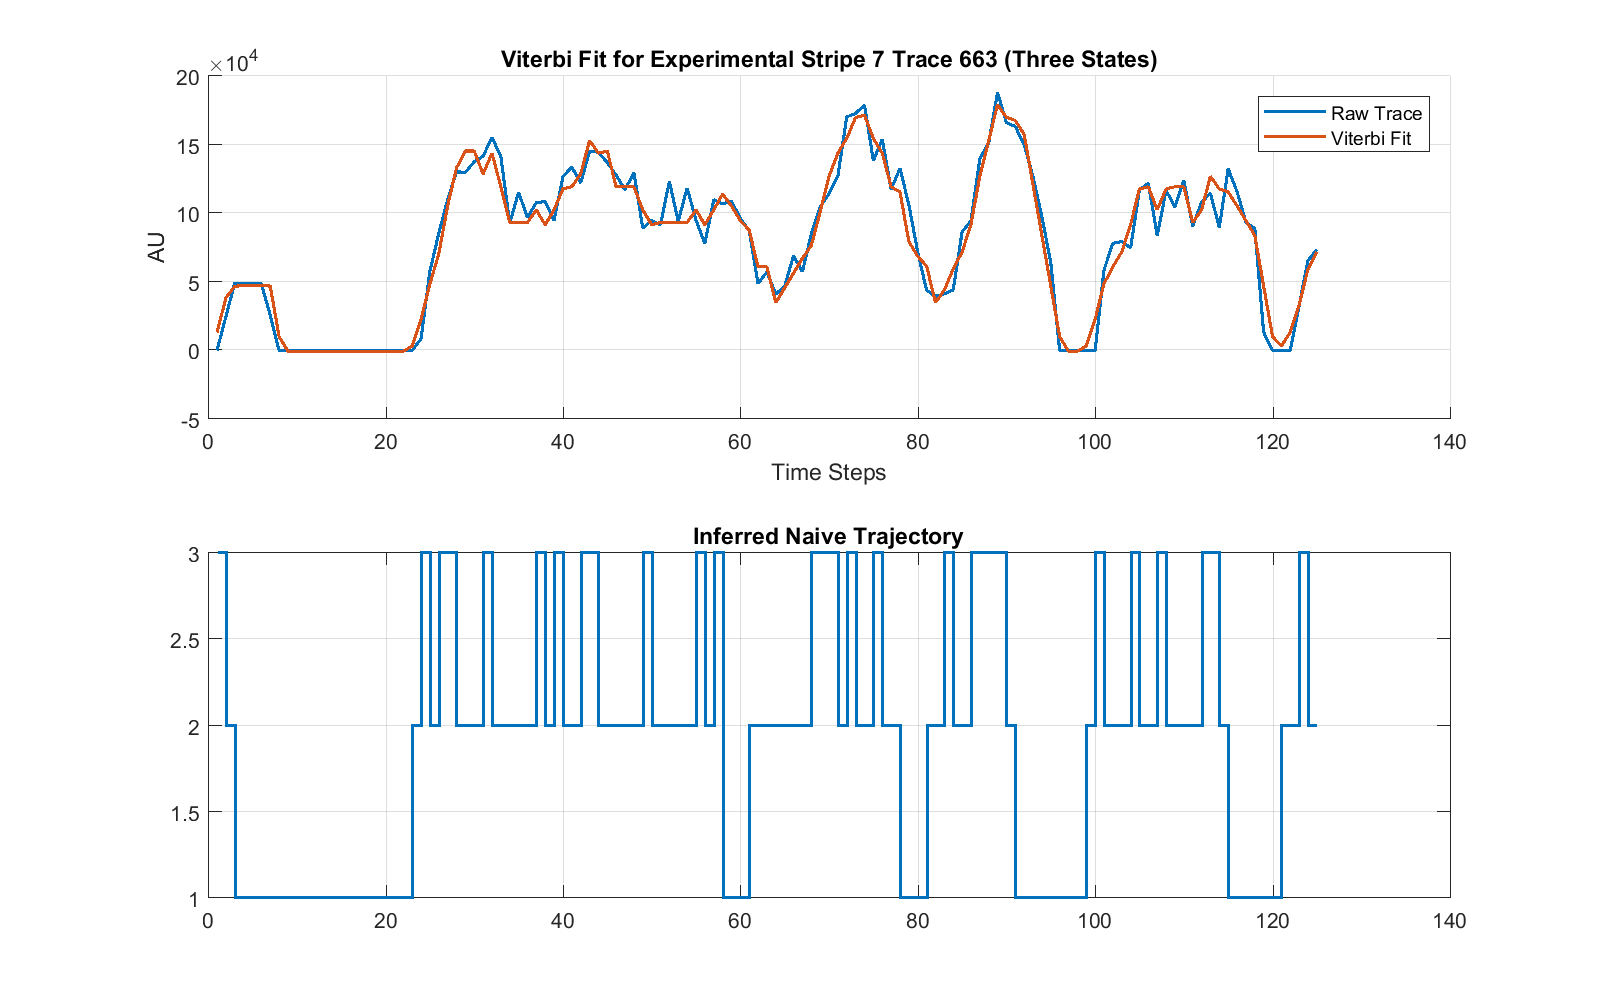 Viterbi Fit for Experimental Stripe 7 Trace 663 (Three States)
×10⁴
20
15
10
5
0
-5
AU
0 20 40 60 80 100 120 140
Time Steps
Raw Trace
Viterbi Fit
Inferred Naive Trajectory
3
2.5
2
1.5
1
0 20 40 60 80 100 120 140